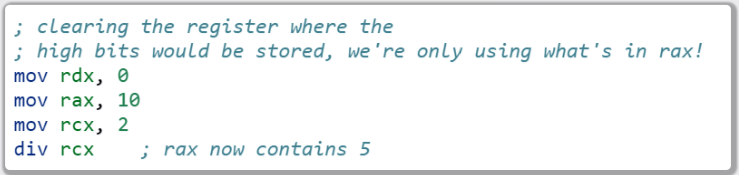 ; clearing the register where the
; high bits would be stored, we're only using what's in rax!
mov rdx, 0
mov rax, 10
mov rcx, 2
div rcx    ; rax now contains 5